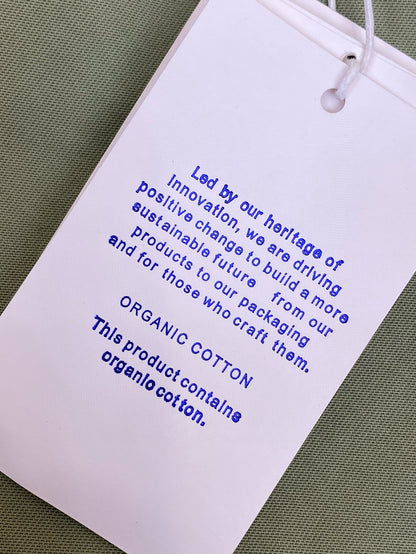 Led by our heritage of
Innovation, we are driving
positive change to build a more
sustainable future from our
products to our packaging
and for those who craft them.
ORGANIC COTTON
This product contains
organic cotton.